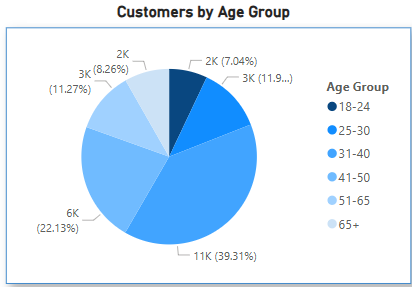 Customers by Age Group
2K (7.04%)
3K (11.9...)
11K (39.31%)
6K
(22.13%)
3K
(11.27%)
2K
(8.26%)
Age Group
18-24
25-30
31-40
41-50
51-65
65+